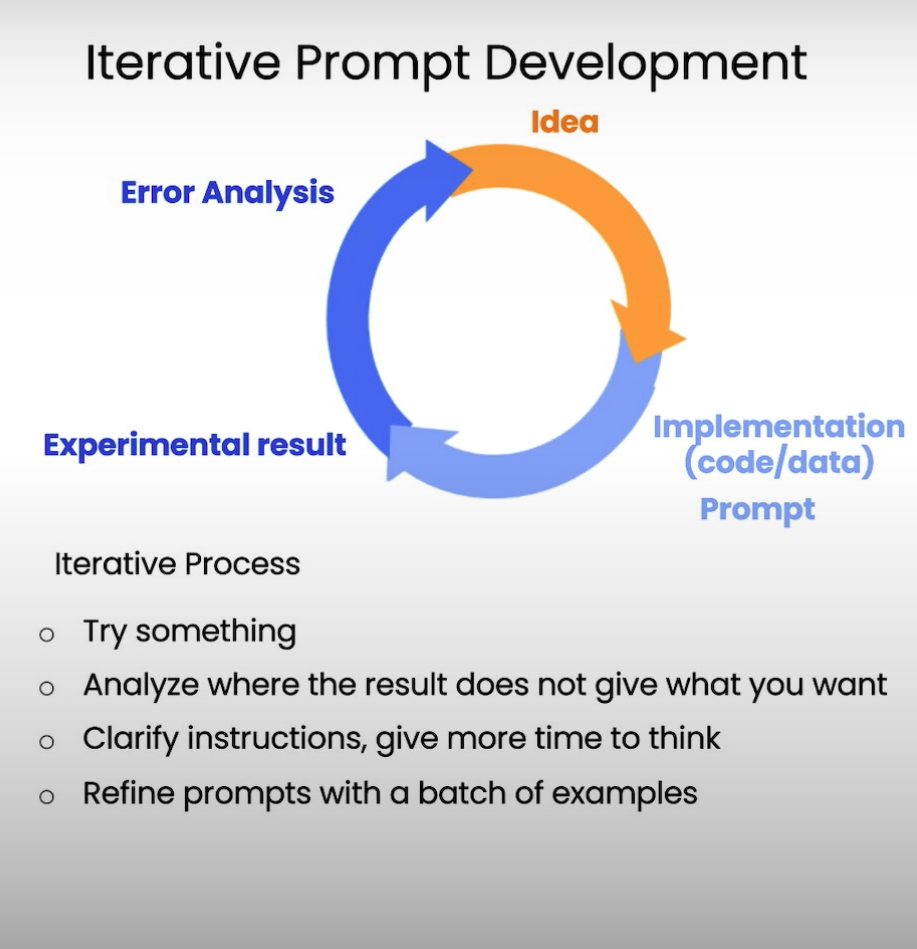 Iterative Prompt Development
Idea
Error Analysis
Implementation
(code/data)
Prompt
Experimental result
Iterative Process
o Try something
o Analyze where the result does not give what you want
o Clarify instructions, give more time to think
o Refine prompts with a batch of examples